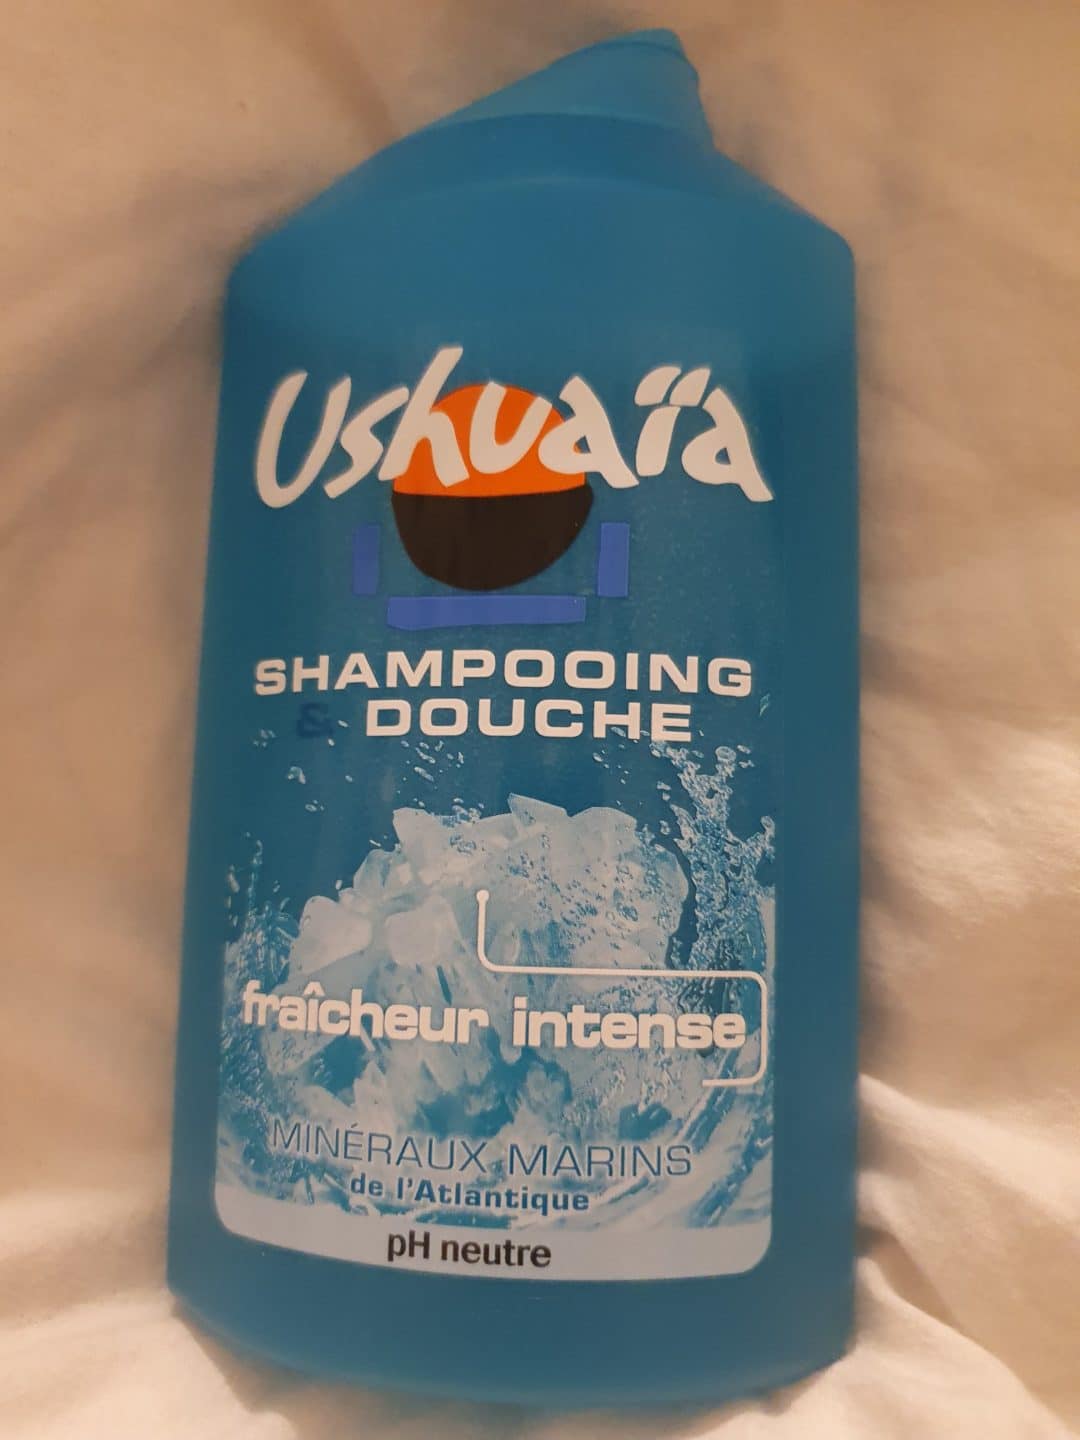 Ushuaïa
SHAMPOOING
& DOUCHE
fraîcheur intense
MINÉRAUX MARINS
de l'Atlantique
pH neutre